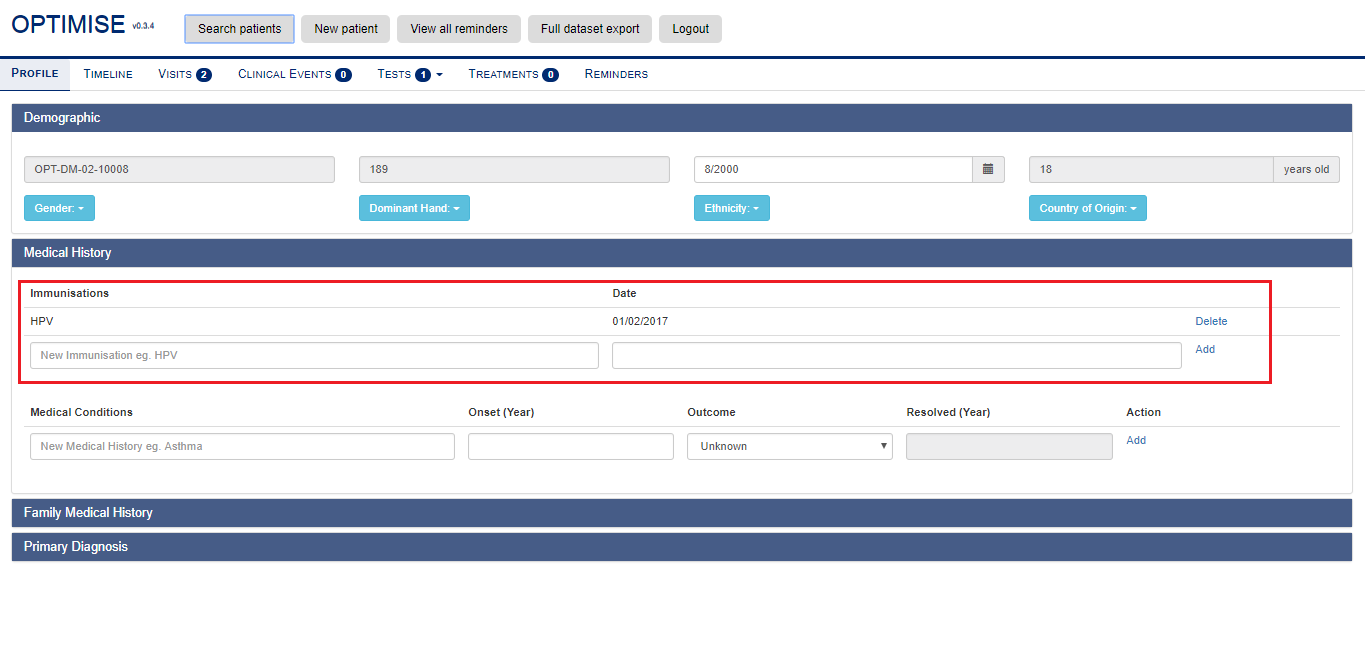 OPTIMISE v0.3.4 Search patients New patient View all reminders Full dataset export Logout
PROFILE TIMELINE VISITS 2 CLINICAL EVENTS 0 TESTS 1 TREATMENTS 0 REMINDERS
Demographic
OPT-DM-02-10008 189 8/2000 18 years old
Gender: Dominant Hand: Ethnicity: Country of Origin:
Medical History
Immunisations Date
HPV 01/02/2017 Delete
New Immunisation eg. HPV Add
Medical Conditions Onset (Year) Outcome Resolved (Year) Action
New Medical History eg. Asthma Unknown Add
Family Medical History
Primary Diagnosis